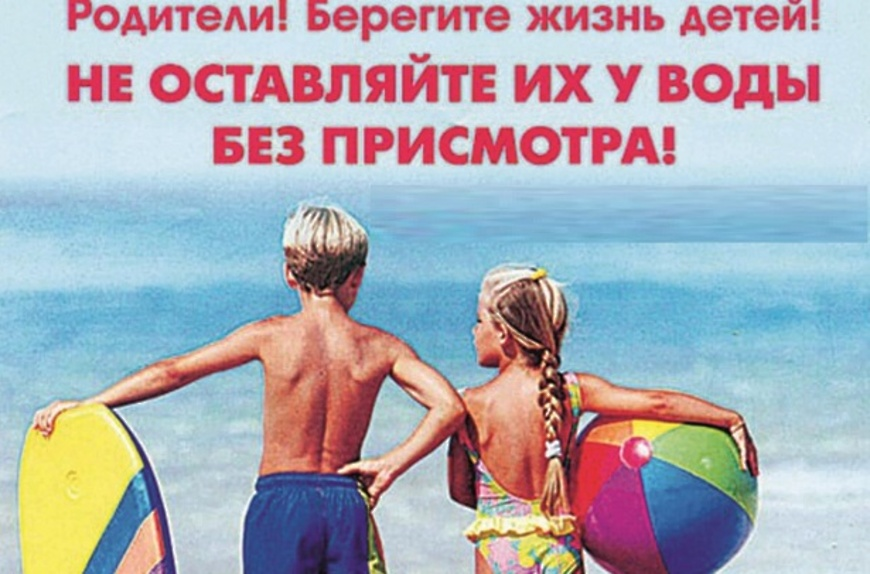 Родители! Берегите жизнь детей!
НЕ ОСТАВЛЯЙТЕ ИХ У ВОДЫ
БЕЗ ПРИСМОТРА!